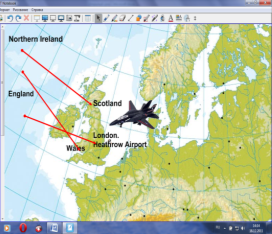 Northern Ireland
England
Scotland
London.
Heathrow Airport
Wales